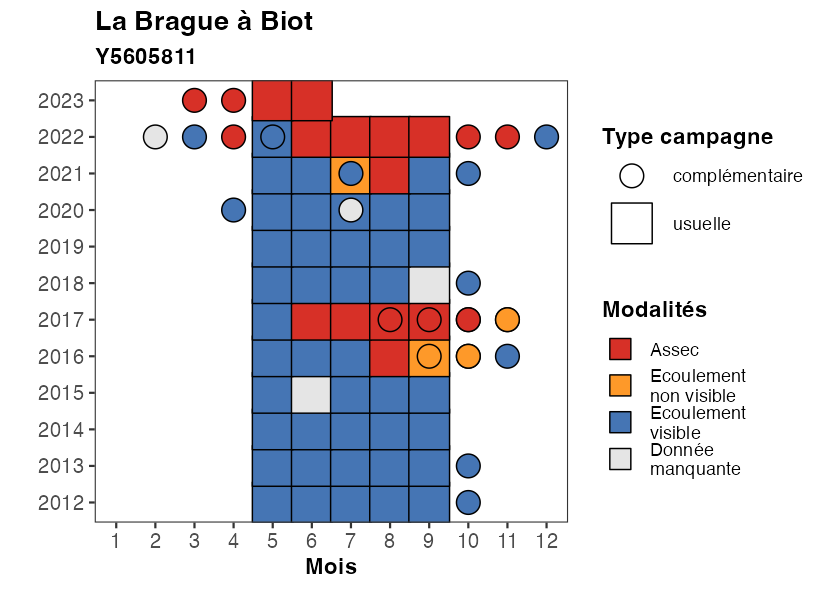 La Brague à Biot
Y5605811
2023
2022
2021
2020
2019
2018
2017
2016
2015
2014
2013
2012
1 2 3 4 5 6 7 8 9 10 11 12
Mois
Type campagne
complémentaire
usuelle
Modalités
Assec
Ecoulement
non visible
Ecoulement
visible
Donnée
manquante